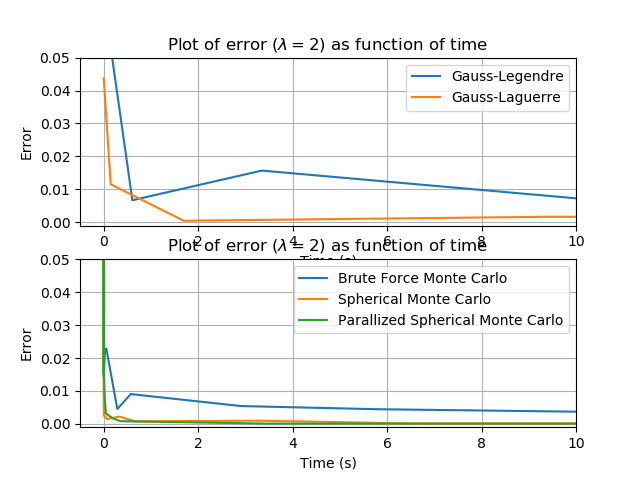 Plot of error (λ = 2) as function of time
0.05
0.04
0.03
0.02
0.01
0.00
Error
Gauss-Legendre
Gauss-Laguerre
0 2 4 6 8 10
Time (s)
Plot of error (λ = 2) as function of time
0.05
0.04
0.03
0.02
0.01
0.00
Error
Brute Force Monte Carlo
Spherical Monte Carlo
Parallized Spherical Monte Carlo
0 2 4 6 8 10
Time (s)